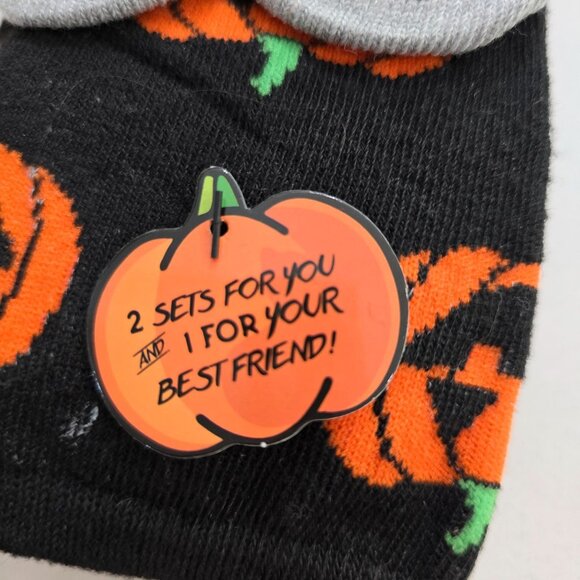 2 SETS FOR YOU
AND 1 FOR YOUR
BEST FRIEND!